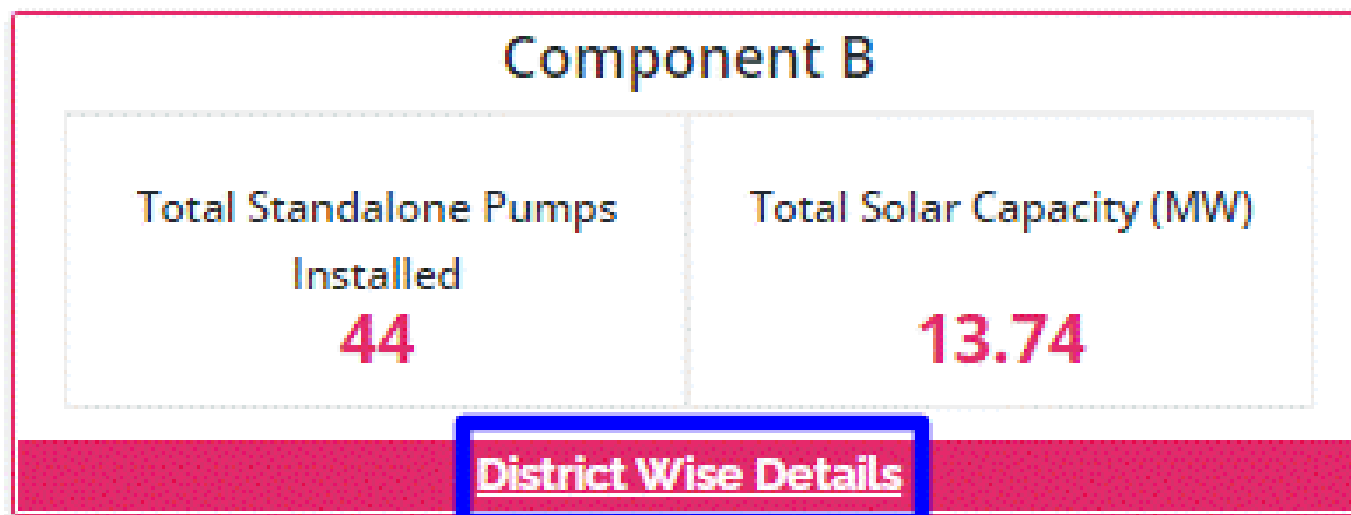 Component B
Total Standalone Pumps
Installed
44
Total Solar Capacity (MW)
13.74
District Wise Details